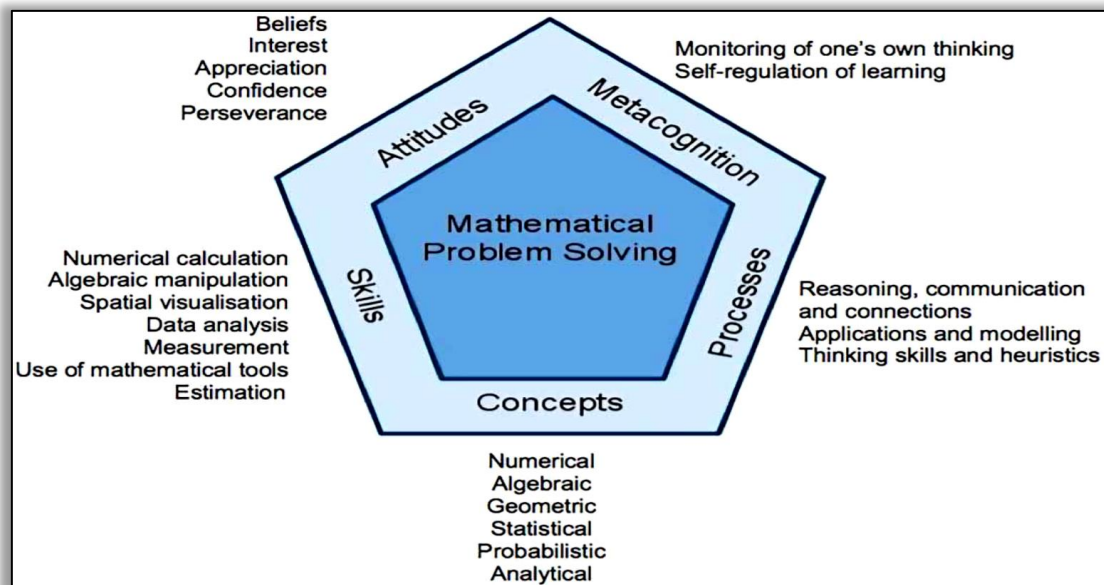 Beliefs
Interest
Appreciation
Confidence
Perseverance
Monitoring of one's own thinking
Self-regulation of learning
Attitudes
Metacognition
Mathematical
Problem Solving
Numerical calculation
Algebraic manipulation
Spatial visualisation
Data analysis
Measurement
Use of mathematical tools
Estimation
Skills
Processes
Reasoning, communication
and connections
Applications and modelling
Thinking skills and heuristics
Concepts
Numerical
Algebraic
Geometric
Statistical
Probabilistic
Analytical